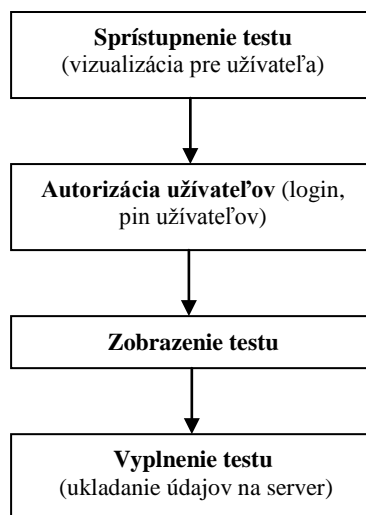 Sprístupnenie testu
(vizualizácia pre užívateľa)
Autorizácia užívateľov (login,
pin užívateľov)
Zobrazenie testu
Vyplnenie testu
(ukladanie údajov na server)